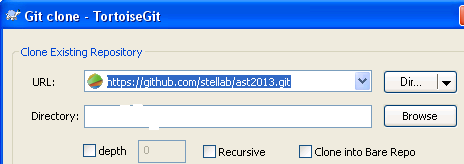 Git clone - TortoiseGit
Clone Existing Repository
URL: https://github.com/stellab/ast2013.git Dir...
Directory: Browse
depth 0 Recursive Clone into Bare Repo